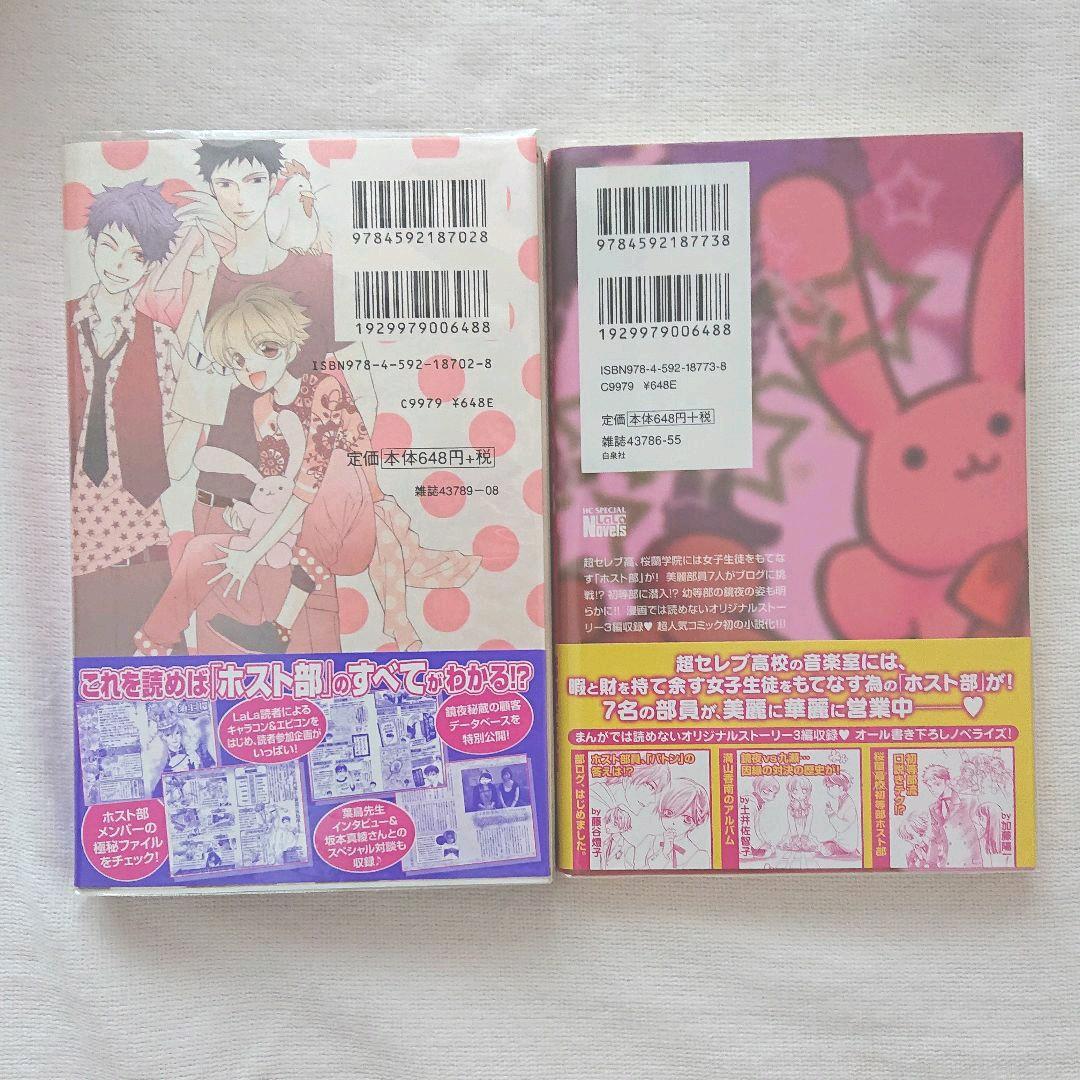 9784592187028
1929979006488
ISBN978-4-592-18702-8
C9979 ¥648E
定価 本体648円+税
雑誌43789-08
これを読めば「ホスト部」のすべてがわかる!?
LaLa読者による
キャラコン&エピコンを
はじめ、読者参加企画が
いっぱい!
鏡夜秘蔵の顧客
データベースを
特別公開!
ホスト部
メンバーの
極秘ファイル
をチェック!
葉鳥先生
インタビュー&
坂本真綾さんとの
スペシャル対談も
収録♪
9784592187738
1929979006488
ISBN978-4-592-18773-8
C9979 ¥648E
定価 本体648円+税
雑誌43786-55
白泉社
HC SPECIAL
LaLa
Novels
超セレブ高、桜蘭学院には女子生徒をもてな
す「ホスト部」が! 美麗部員7人がブログに挑
戦!? 初等部に潜入!? 幼等部の鏡夜の姿も明
らかに!! 漫画では読めないオリジナルストー
リー3編収録♥ 超人気コミック初の小説化!!!
超セレブ高校の音楽室には、
暇と財を持て余す女子生徒をもてなす為の「ホスト部」が!
7名の部員が、美麗に華麗に営業中——♥
まんがでは読めないオリジナルストーリー3編収録♥ オール書き下ろしノベライズ!
ホスト部員、「バトン」の
答えは!?
部ログ、はじめました。
by藤谷燈子
鏡夜vs九瀬…
因縁の対決の歴史が!
満山香南のアルバム
by土井佐智子
初等部流
口説きテク!?
桜蘭高校初等部ホスト部
by加藤陽一